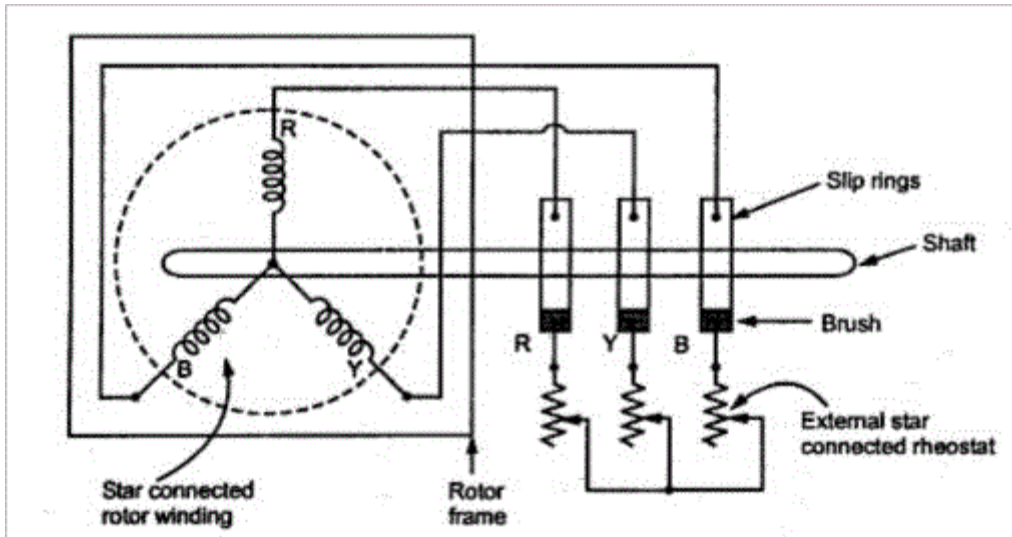 R
Slip rings
Shaft
Brush
R
Y
B
B
Y
External star
connected rheostat
Star connected
rotor winding
Rotor
frame